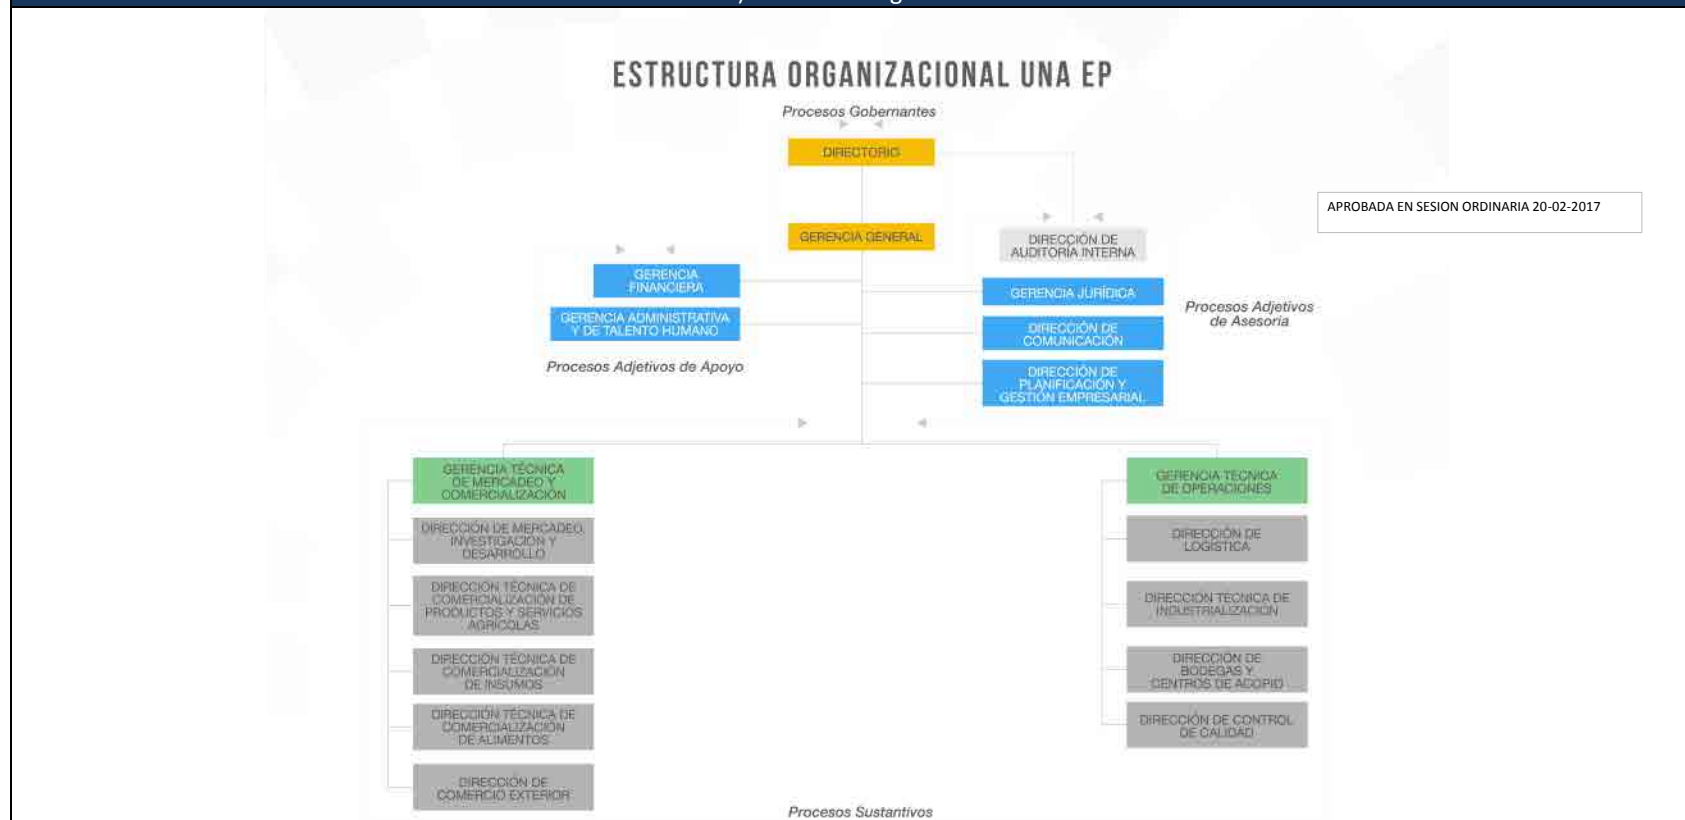 ESTRUCTURA ORGANIZACIONAL UNA EP
Procesos Gobernantes
DIRECTORIO
APROBADA EN SESION ORDINARIA 20-02-2017
GERENCIA GENERAL
DIRECCIÓN DE
AUDITORÍA INTERNA
GERENCIA
FINANCIERA
GERENCIA ADMINISTRATIVA
Y DE TALENTO HUMANO
Procesos Adjetivos de Apoyo
GERENCIA JURÍDICA
DIRECCIÓN DE
COMUNICACIÓN
DIRECCIÓN DE
PLANIFICACIÓN Y
GESTIÓN EMPRESARIAL
Procesos Adjetivos
de Asesoría
GERENCIA TÉCNICA
DE MERCADEO Y
COMERCIALIZACIÓN
DIRECCIÓN DE MERCADEO,
INVESTIGACIÓN Y
DESARROLLO
DIRECCIÓN TÉCNICA DE
COMERCIALIZACIÓN DE
PRODUCTOS Y SERVICIOS
AGRÍCOLAS
DIRECCIÓN TÉCNICA DE
COMERCIALIZACIÓN
DE INSUMOS
DIRECCIÓN TÉCNICA DE
COMERCIALIZACIÓN
DE ALIMENTOS
DIRECCIÓN DE
COMERCIO EXTERIOR
GERENCIA TÉCNICA
DE OPERACIONES
DIRECCIÓN DE
LOGÍSTICA
DIRECCIÓN TÉCNICA DE
INDUSTRIALIZACIÓN
DIRECCIÓN DE
BODEGAS Y
CENTROS DE ACOPIO
DIRECCIÓN DE CONTROL
DE CALIDAD
Procesos Sustantivos